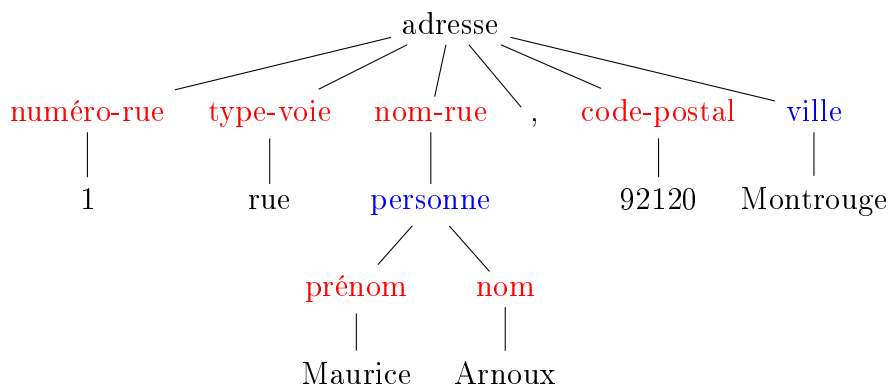 adresse
numéro-rue type-voie nom-rue , code-postal ville
1 rue personne 92120 Montrouge
prénom nom
Maurice Arnoux